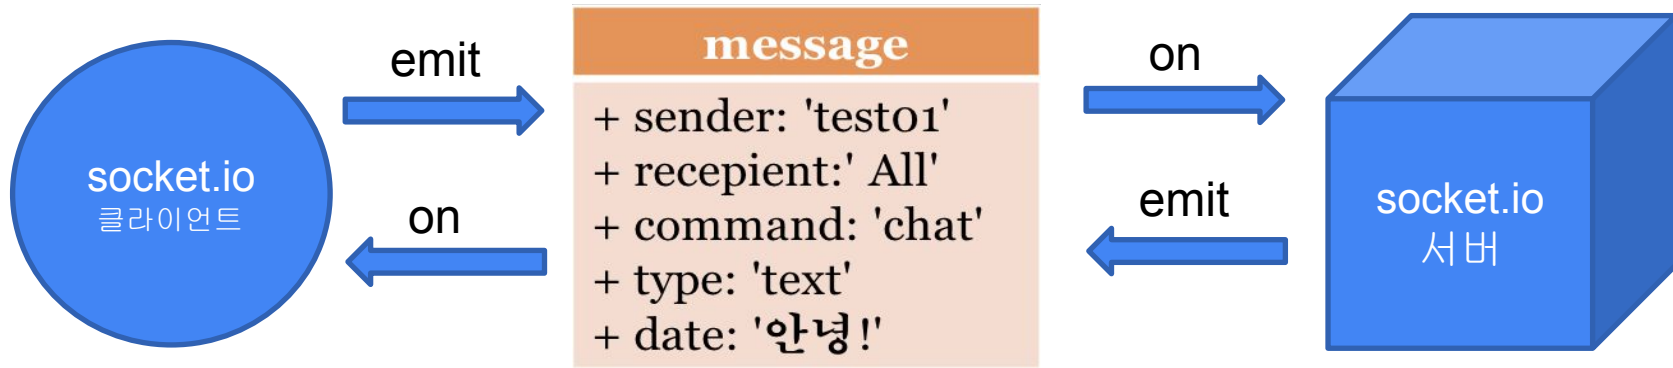 socket.io
클라이언트
emit
on
message
+ sender: 'test01'
+ recepient:' All'
+ command: 'chat'
+ type: 'text'
+ date: '안녕!'
on
emit
socket.io
서버